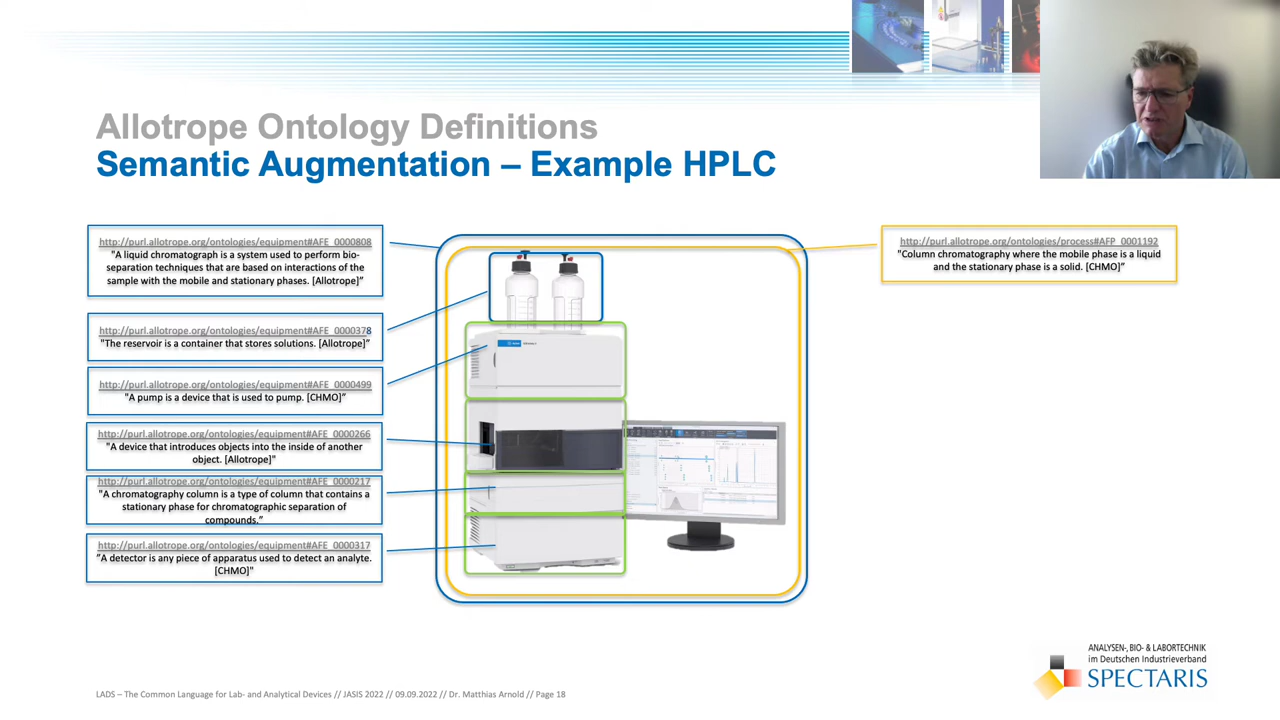 Allotrope Ontology Definitions
Semantic Augmentation – Example HPLC
http://purl.allotrope.org/ontologies/equipment#AFE_0000808
"A liquid chromatograph is a system used to perform bio-
separation techniques that are based on interactions of the
sample with the mobile and stationary phases. [Allotrope]”
http://purl.allotrope.org/ontologies/equipment#AFE_0000378
"The reservoir is a container that stores solutions. [Allotrope]”
http://purl.allotrope.org/ontologies/equipment#AFE_0000499
"A pump is a device that is used to pump. [CHMO]”
http://purl.allotrope.org/ontologies/equipment#AFE_0000266
"A device that introduces objects into the inside of another
object. [Allotrope]"
http://purl.allotrope.org/ontologies/equipment#AFE_0000217
"A chromatography column is a type of column that contains a
stationary phase for chromatographic separation of
compounds.”
http://purl.allotrope.org/ontologies/equipment#AFE_0000317
”A detector is any piece of apparatus used to detect an analyte.
[CHMO]"
http://purl.allotrope.org/ontologies/process#AFP_0001192
"Column chromatography where the mobile phase is a liquid
and the stationary phase is a solid. [CHMO]”
ANALYSEN-, BIO- & LABORTECHNIK
im Deutschen Industrieverband
SPECTARIS
LADS – The Common Language for Lab- and Analytical Devices // JASIS 2022 // 09.09.2022 // Dr. Matthias Arnold // Page 18